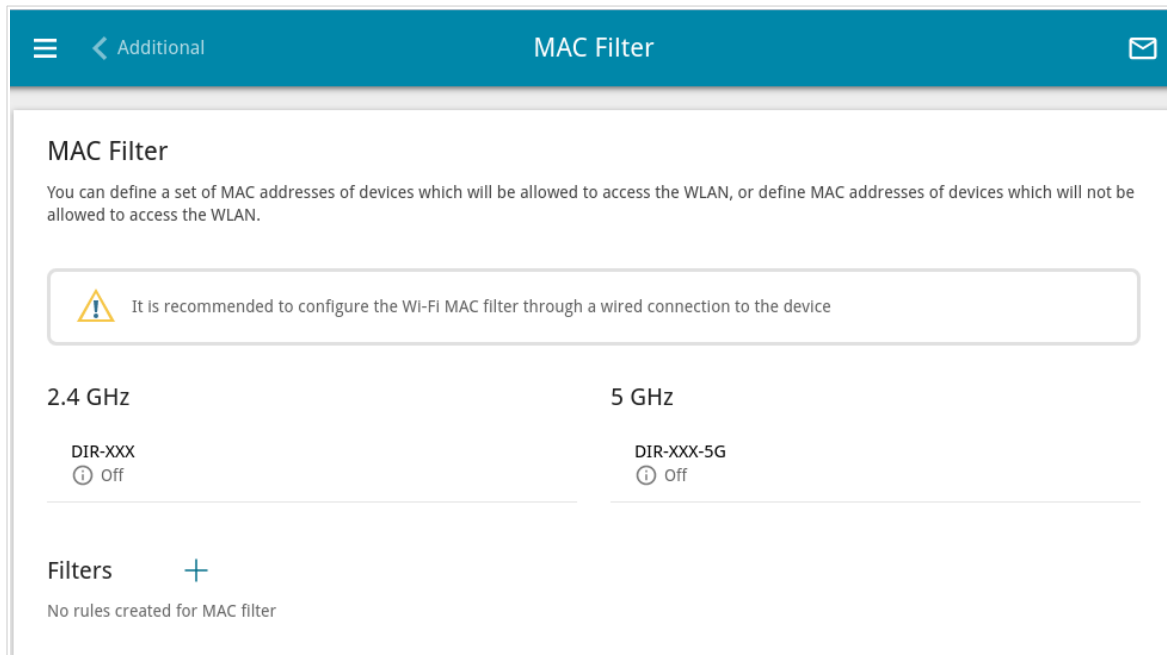 Additional
MAC Filter
MAC Filter
You can define a set of MAC addresses of devices which will be allowed to access the WLAN, or define MAC addresses of devices which will not be
allowed to access the WLAN.
It is recommended to configure the Wi-Fi MAC filter through a wired connection to the device
2.4 GHz
DIR-XXX
Off
5 GHz
DIR-XXX-5G
Off
Filters
No rules created for MAC filter